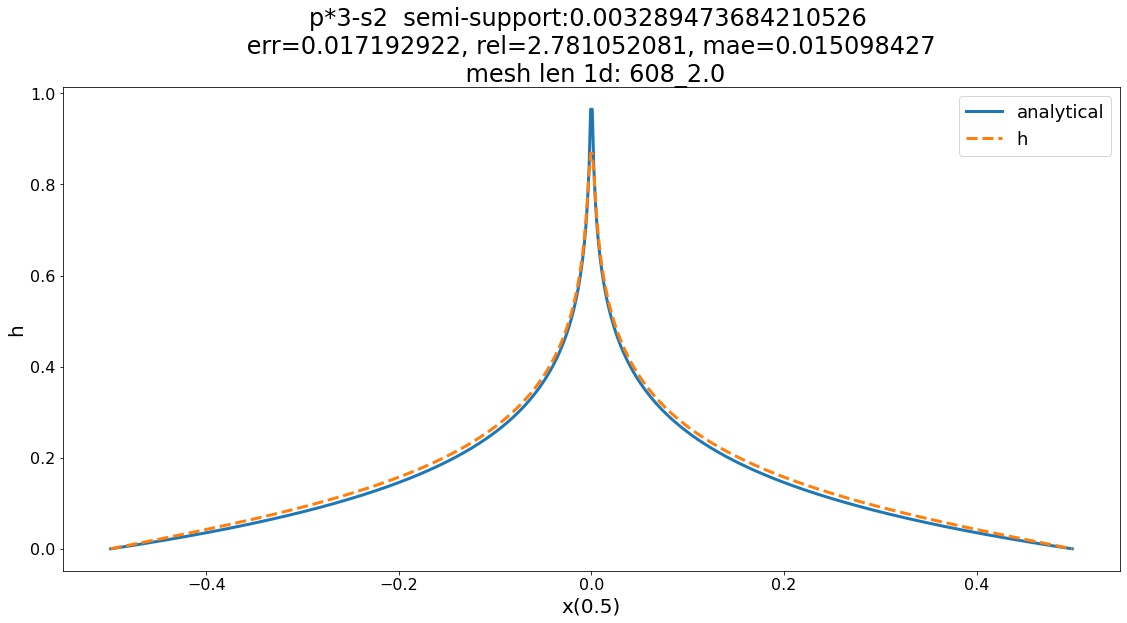 p*3-s2  semi-support:0.003289473684210526
err=0.017192922, rel=2.781052081, mae=0.015098427
mesh len 1d: 608_2.0
1.0
0.8
0.6
0.4
0.2
0.0
h
analytical
h
−0.4
−0.2
0.0
0.2
0.4
x(0.5)